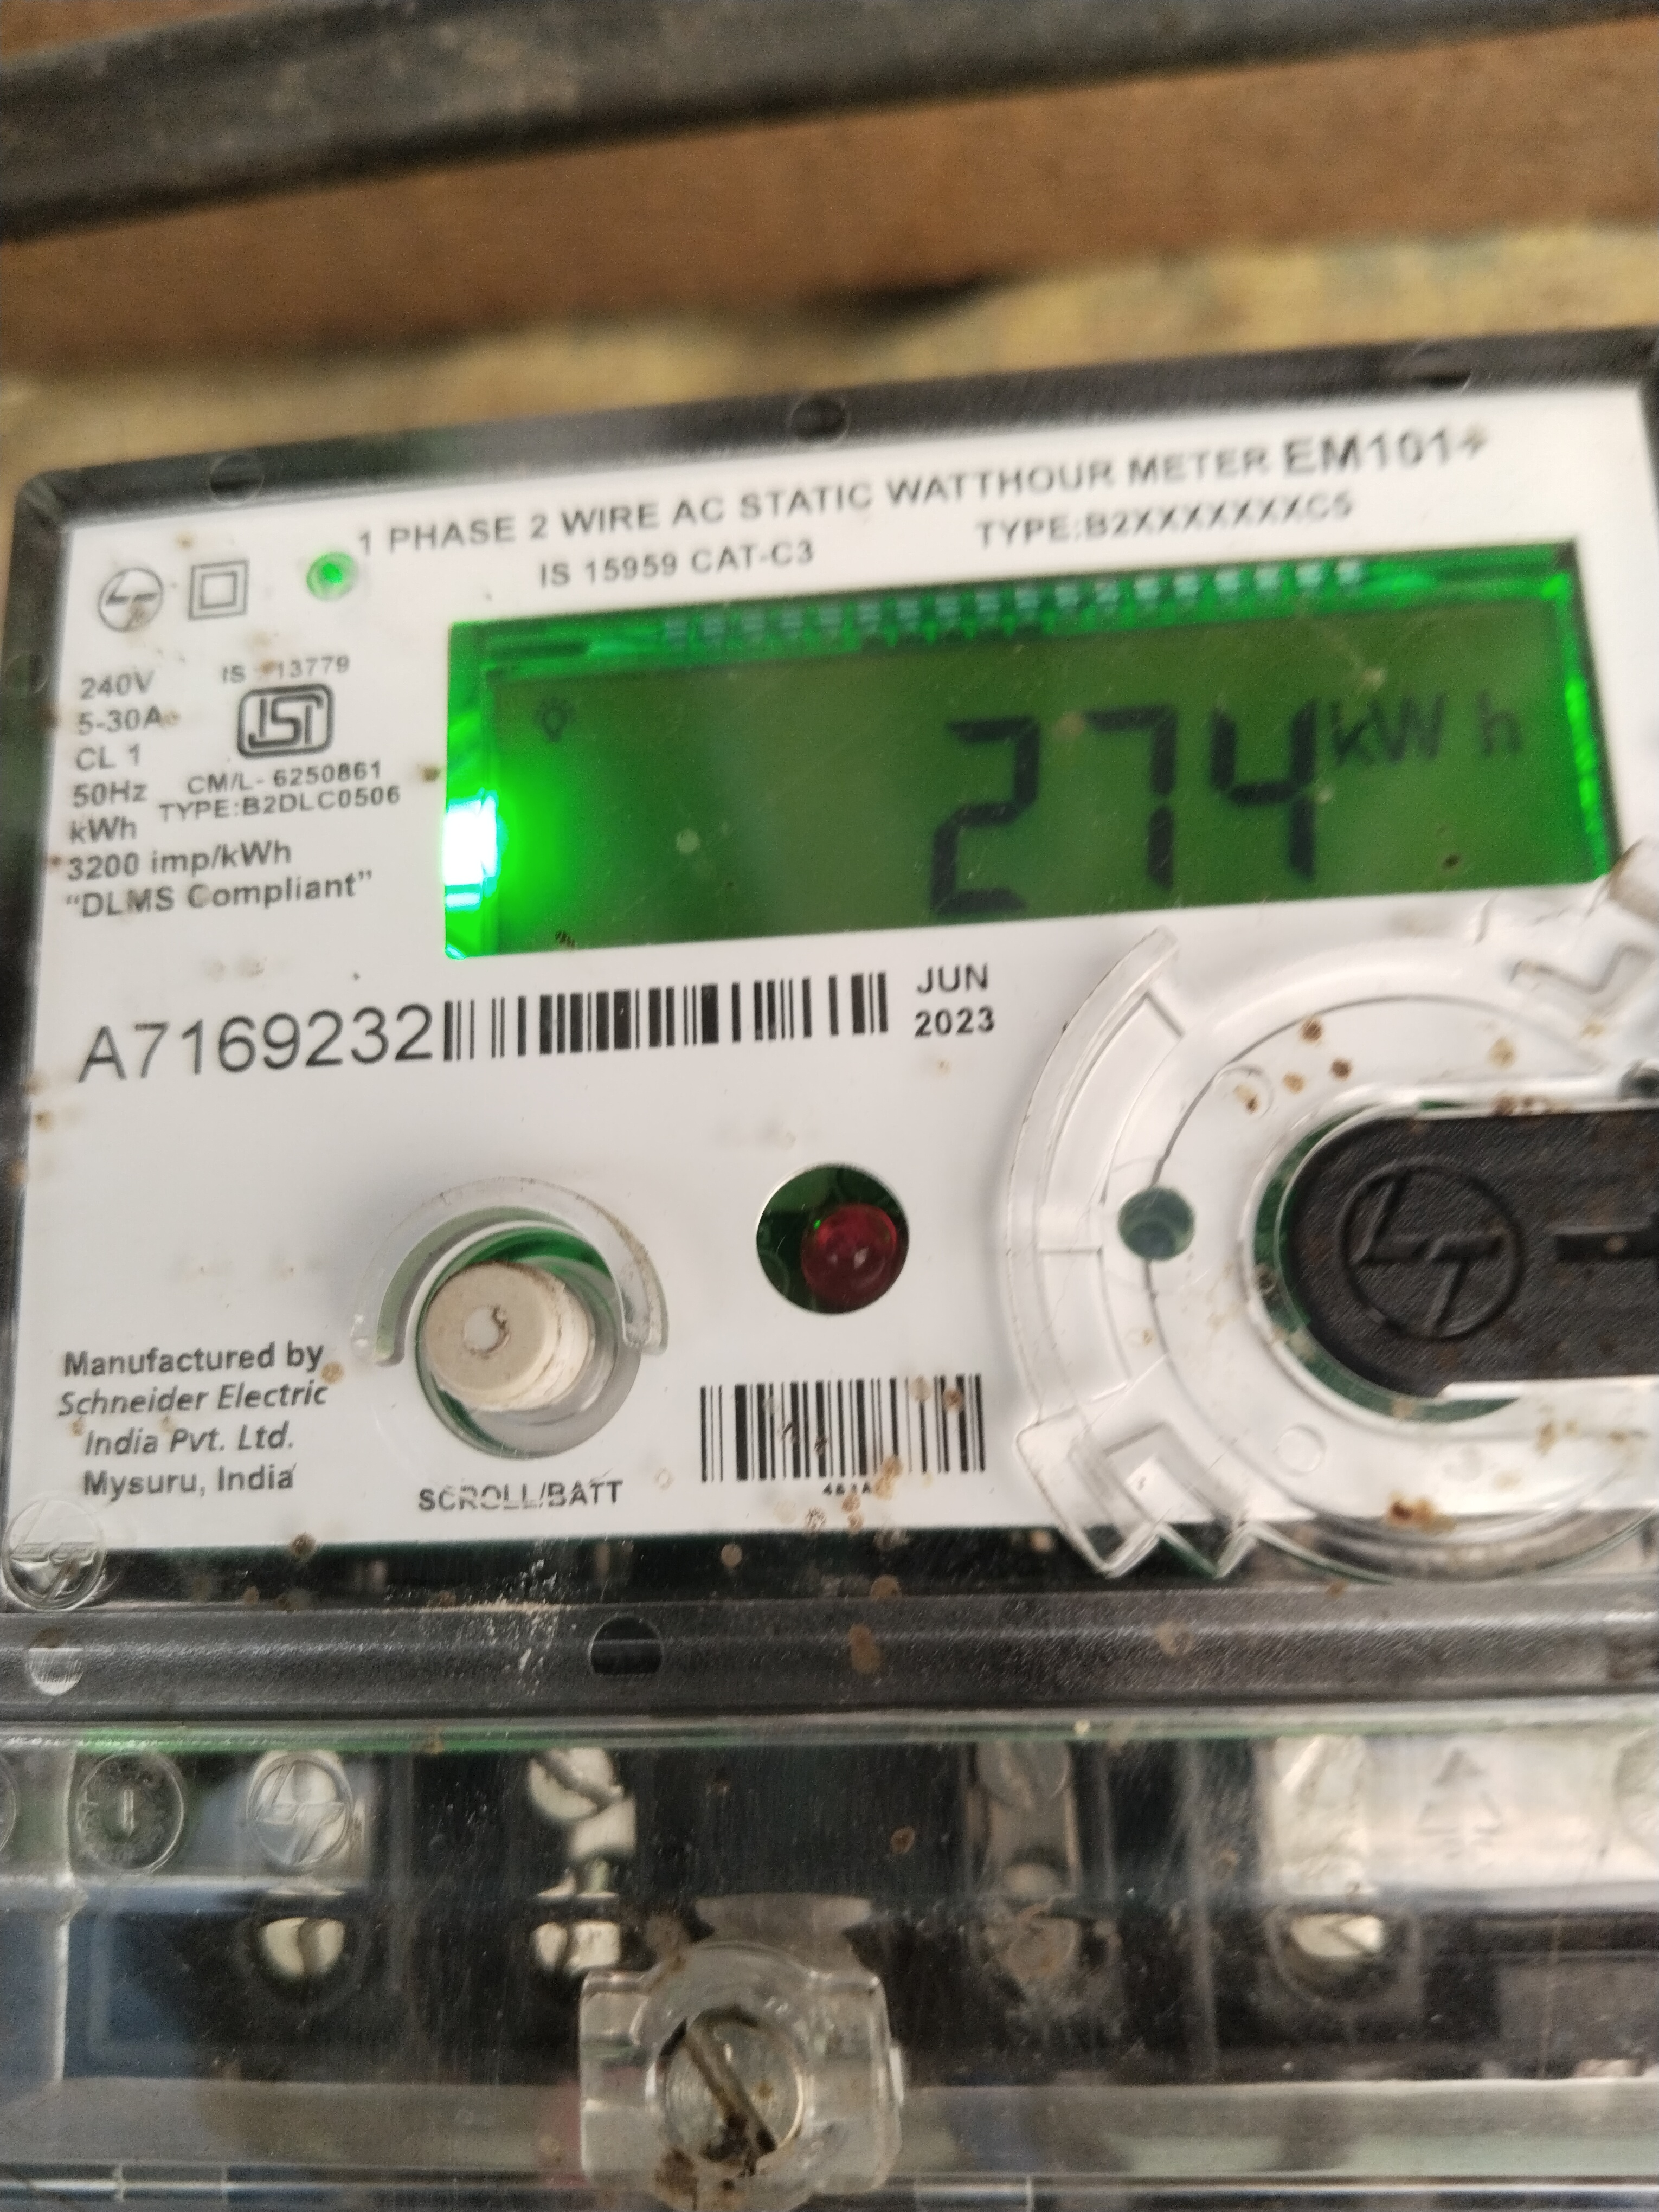 1 PHASE 2 WIRE AC STATIC WATTHOUR METER EM101+
IS 15959 CAT-C3
TYPE:B2XXXXXXXC5
240V
5-30A
CL 1
50Hz
kWh
3200 imp/kWh
"DLMS Compliant"
IS 13779
ISI
CM/L- 6250861
TYPE:B2DLC0506
274 kW h
A7169232
JUN
2023
Manufactured by
Schneider Electric
India Pvt. Ltd.
Mysuru, India
SCROLL/BATT